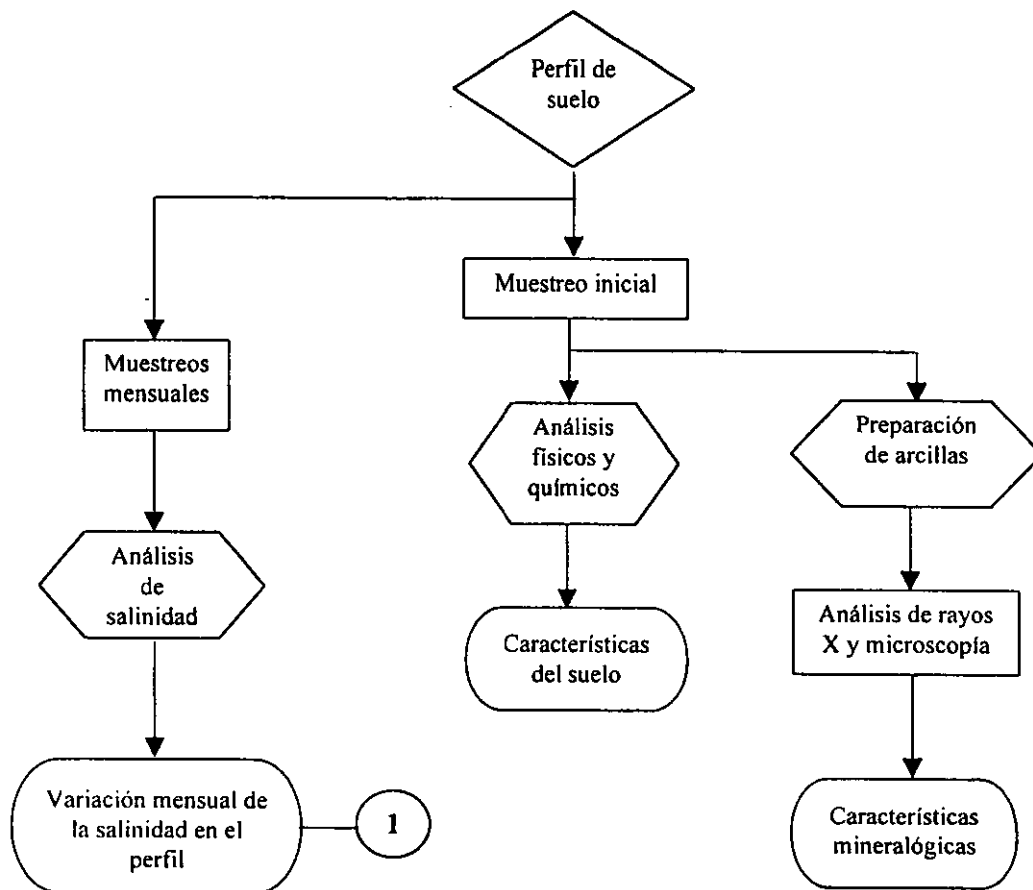 Perfil de
suelo
Muestreo inicial
Muestreos
mensuales
Análisis
físicos y
químicos
Preparación
de arcillas
Análisis
de
salinidad
Análisis de rayos
X y microscopía
Características
del suelo
Variación mensual de
la salinidad en el
perfil
1
Características
mineralógicas